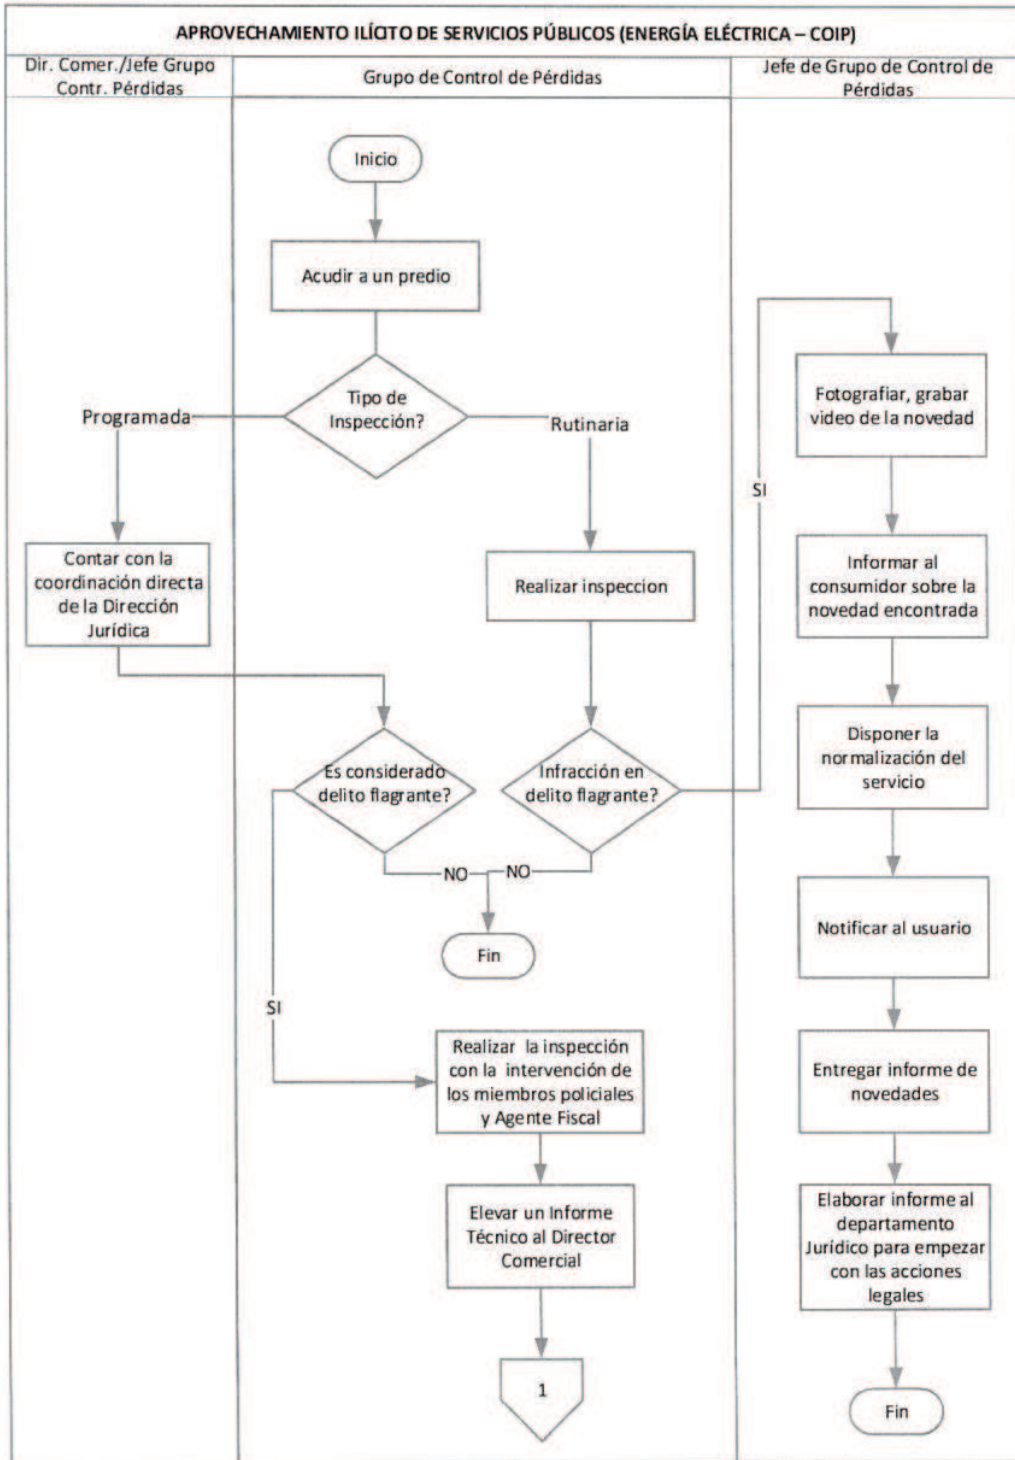 APROVECHAMIENTO ILÍCITO DE SERVICIOS PÚBLICOS (ENERGÍA ELÉCTRICA – COIP)
Dir. Comer./Jefe Grupo
Contr. Pérdidas
Grupo de Control de Pérdidas
Jefe de Grupo de Control de
Pérdidas
Inicio
Acudir a un predio
Tipo de
Inspección?
Programada
Rutinaria
Contar con la
coordinación directa
de la Dirección
Jurídica
Realizar inspeccion
Es considerado
delito flagrante?
Infracción en
delito flagrante?
NO
NO
Fin
SI
Realizar la inspección
con la intervención de
los miembros policiales
y Agente Fiscal
Elevar un Informe
Técnico al Director
Comercial
1
SI
Fotografiar, grabar
video de la novedad
Informar al
consumidor sobre la
novedad encontrada
Disponer la
normalización del
servicio
Notificar al usuario
Entregar informe de
novedades
Elaborar informe al
departamento
Jurídico para empezar
con las acciones
legales
Fin